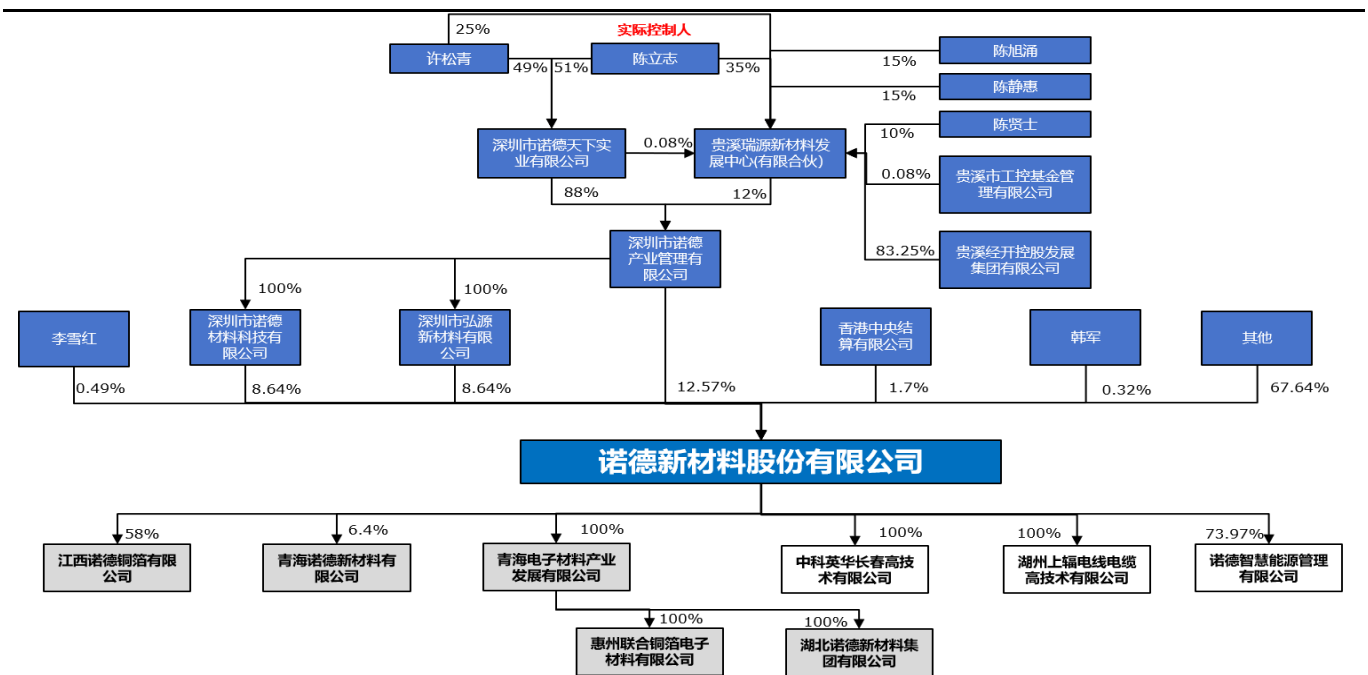 25%
实际控制人
许松青
49%
51%
陈立志
35%
15%
陈旭涌
15%
陈静惠
10%
陈贤士
深圳市诺德天下实
业有限公司
0.08%
贵溪瑞源新材料发
展中心(有限合伙)
0.08%
贵溪市工控基金管
理有限公司
88%
12%
83.25%
贵溪经开控股发展
集团有限公司
深圳市诺德
产业管理有
限公司
100%
100%
李雪红
深圳市诺德
材料科技有
限公司
深圳市弘源
新材料有限
公司
香港中央结
算有限公司
韩军
其他
0.49%
8.64%
8.64%
12.57%
1.7%
0.32%
67.64%
诺德新材料股份有限公司
58%
6.4%
100%
100%
100%
73.97%
江西诺德铜箔有限
公司
青海诺德新材料有
限公司
青海电子材料产业
发展有限公司
中科英华长春高技
术有限公司
湖州上辐电线电缆
高技术有限公司
诺德智慧能源管理
有限公司
100%
100%
惠州联合铜箔电子
材料有限公司
湖北诺德新材料集
团有限公司